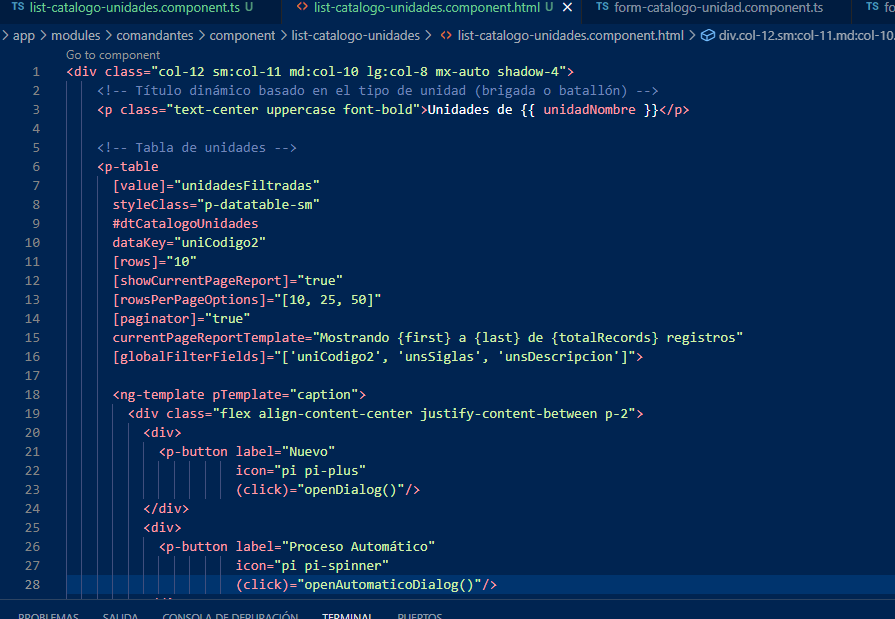 TS list-catalogo-unidades.component.ts U <> list-catalogo-unidades.component.html U × TS form-catalogo-unidad.component.ts TS fo
> app > modules > comandantes > component > list-catalogo-unidades > <> list-catalogo-unidades.component.html > div.col-12.sm:col-11.md:col-10.
Go to component
1 <div class="col-12 sm:col-11 md:col-10 lg:col-8 mx-auto shadow-4">
2 <!-- Título dinámico basado en el tipo de unidad (brigada o batallón) -->
3 <p class="text-center uppercase font-bold">Unidades de {{ unidadNombre }}</p>
4
5 <!-- Tabla de unidades -->
6 <p-table
7 [value]="unidadesFiltradas"
8 styleClass="p-datatable-sm"
9 #dtCatalogoUnidades
10 dataKey="uniCodigo2"
11 [rows]="10"
12 [showCurrentPageReport]="true"
13 [rowsPerPageOptions]="[10, 25, 50]"
14 [paginator]="true"
15 currentPageReportTemplate="Mostrando {first} a {last} de {totalRecords} registros"
16 [globalFilterFields]="['uniCodigo2', 'unsSiglas', 'unsDescripcion']">
17
18 <ng-template pTemplate="caption">
19 <div class="flex align-content-center justify-content-between p-2">
20 <div>
21 <p-button label="Nuevo"
22 icon="pi pi-plus"
23 (click)="openDialog()"/>
24 </div>
25 <div>
26 <p-button label="Proceso Automático"
27 icon="pi pi-spinner"
28 (click)="openAutomaticoDialog()"/>
PROBLEMAS SALIDA CONSOLA DE DEPURACIÓN TERMINAL PUERTOS